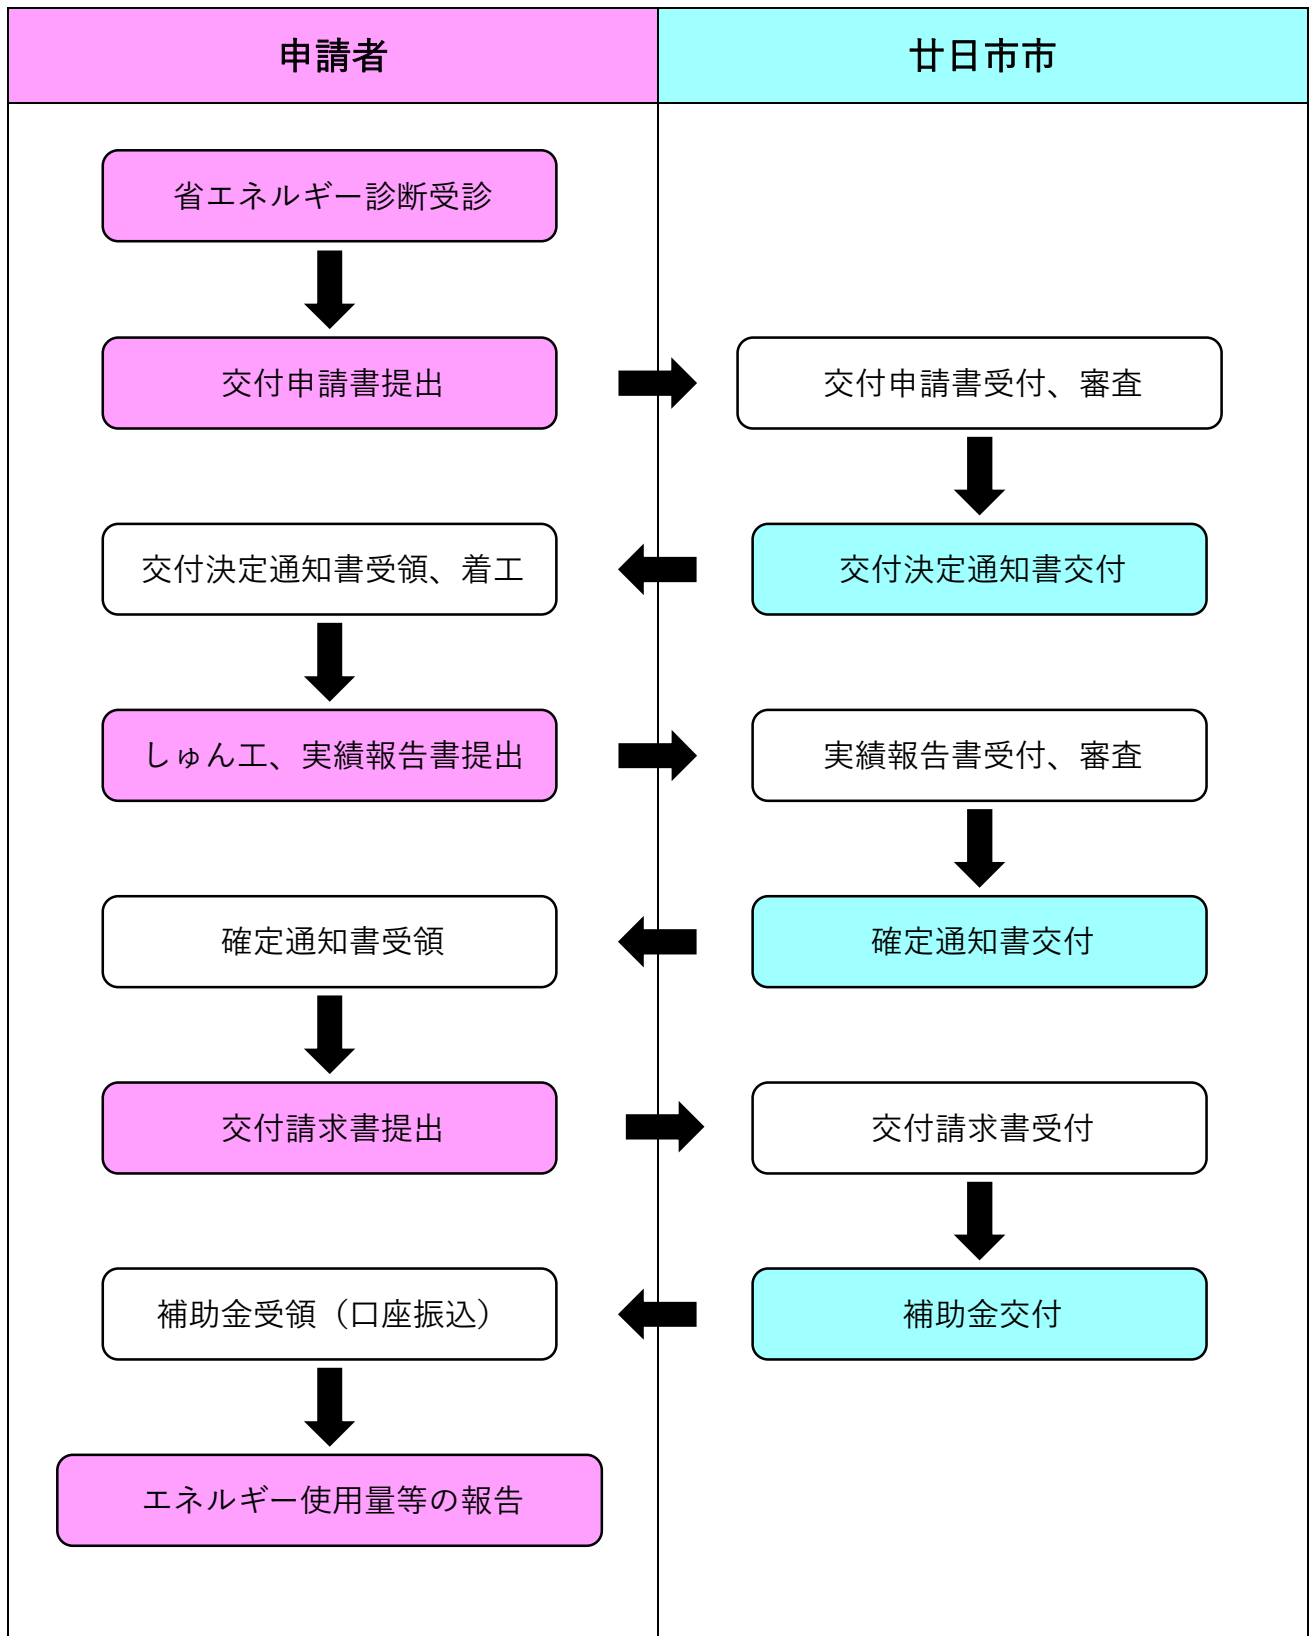 申請者
廿日市市
省エネルギー診断受診
交付申請書提出
交付申請書受付、審査
交付決定通知書受領、着工
交付決定通知書交付
しゅん工、実績報告書提出
実績報告書受付、審査
確定通知書受領
確定通知書交付
交付請求書提出
交付請求書受付
補助金受領（口座振込）
補助金交付
エネルギー使用量等の報告